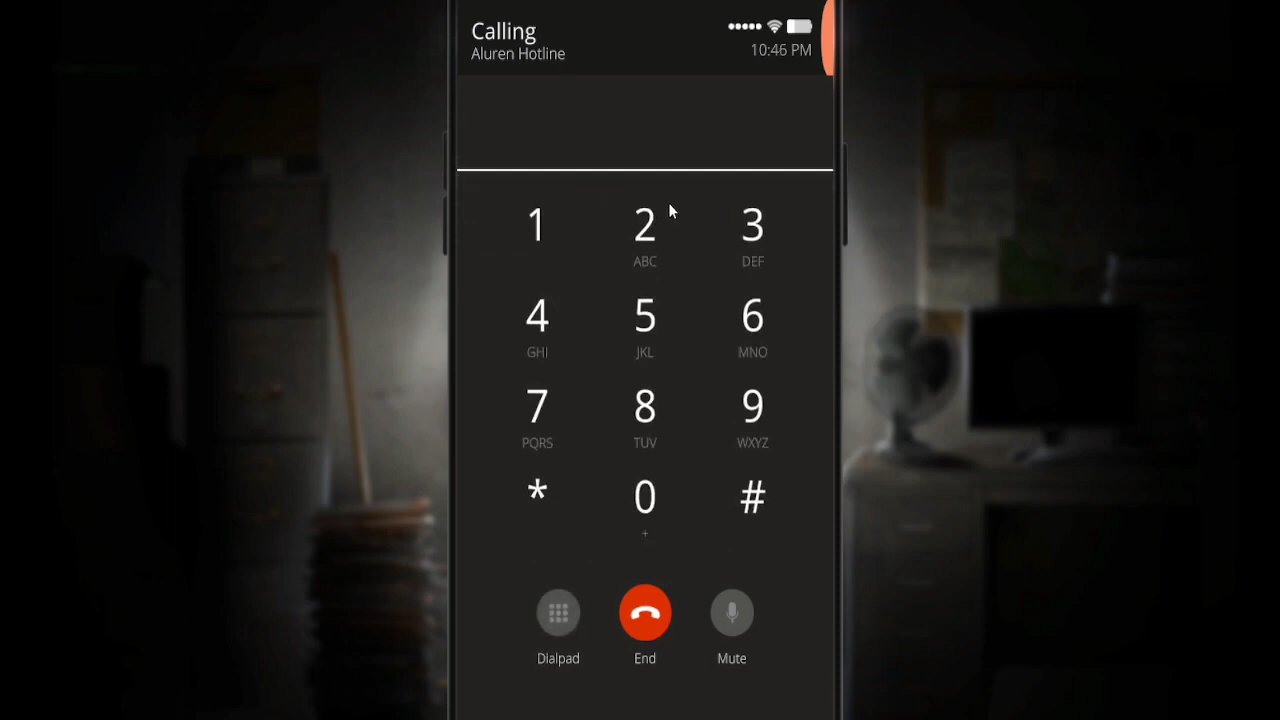 Calling
Aluren Hotline
10:46 PM
1 2 3
ABC DEF
4 5 6
GHI JKL MNO
7 8 9
PQRS TUV WXYZ
* 0 #
+
Dialpad End Mute